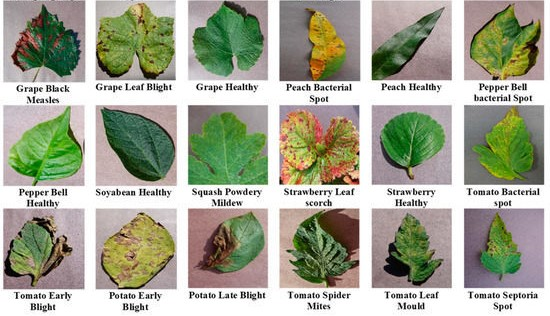 Grape Black Measles
Grape Leaf Blight
Grape Healthy
Peach Bacterial Spot
Peach Healthy
Pepper Bell bacterial Spot
Pepper Bell Healthy
Soyabean Healthy
Squash Powdery Mildew
Strawberry Leaf scorch
Strawberry Healthy
Tomato Bacterial spot
Tomato Early Blight
Potato Early Blight
Potato Late Blight
Tomato Spider Mites
Tomato Leaf Mould
Tomato Septoria Spot